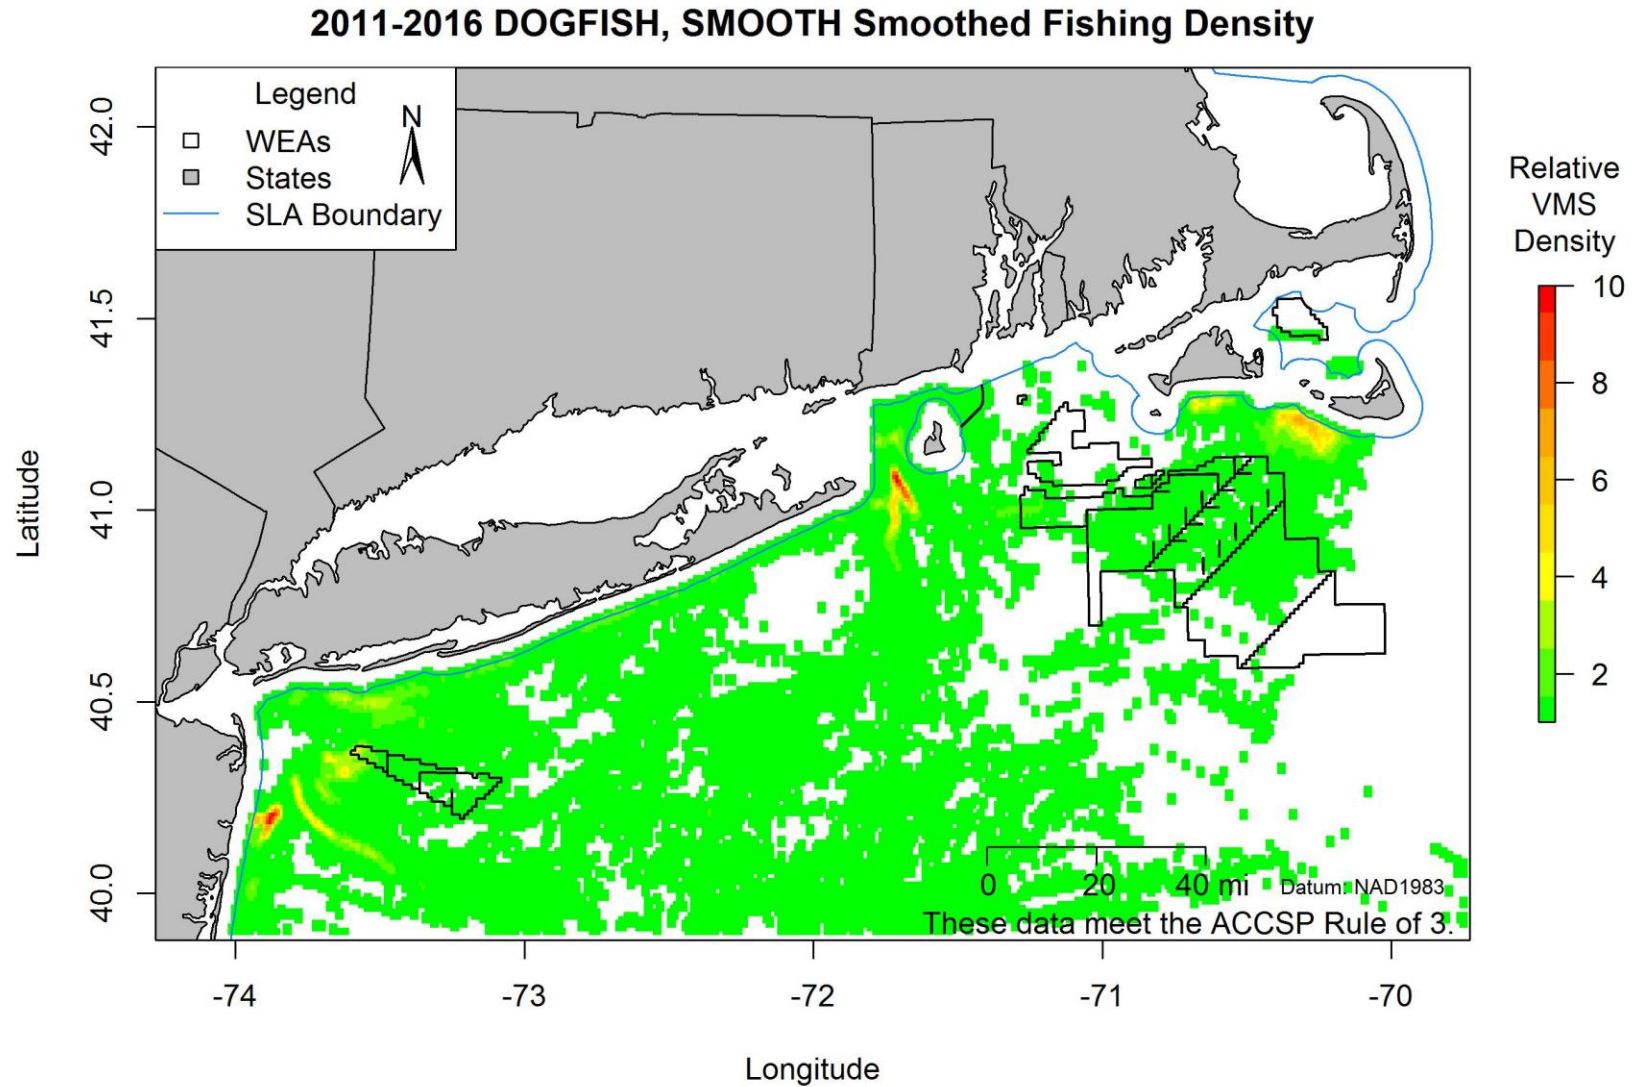 2011-2016 DOGFISH, SMOOTH Smoothed Fishing Density
Legend
N
WEAs
States
SLA Boundary
Relative
VMS
Density
10
8
6
4
2
Latitude
42.0
41.5
41.0
40.5
40.0
0 20 40 mi
Datum: NAD1983
These data meet the ACCSP Rule of 3.
-74 -73 -72 -71 -70
Longitude